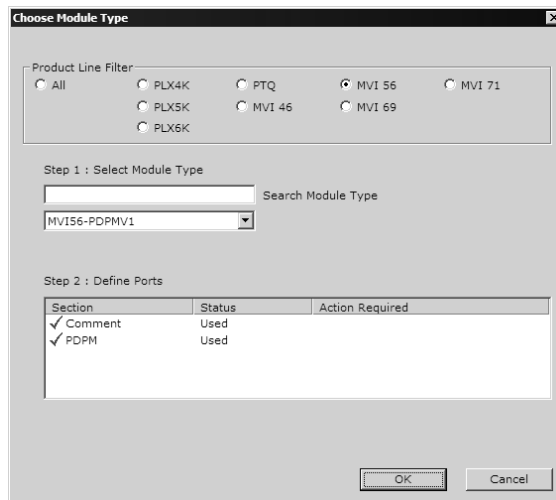 Choose Module Type
Product Line Filter
All PLX4K PTQ MVI 56 MVI 71
PLX5K MVI 46 MVI 69
PLX6K
Step 1 : Select Module Type
Search Module Type
MVI56-PDPMV1
Step 2 : Define Ports
Section Status Action Required
Comment Used
PDPM Used
OK Cancel